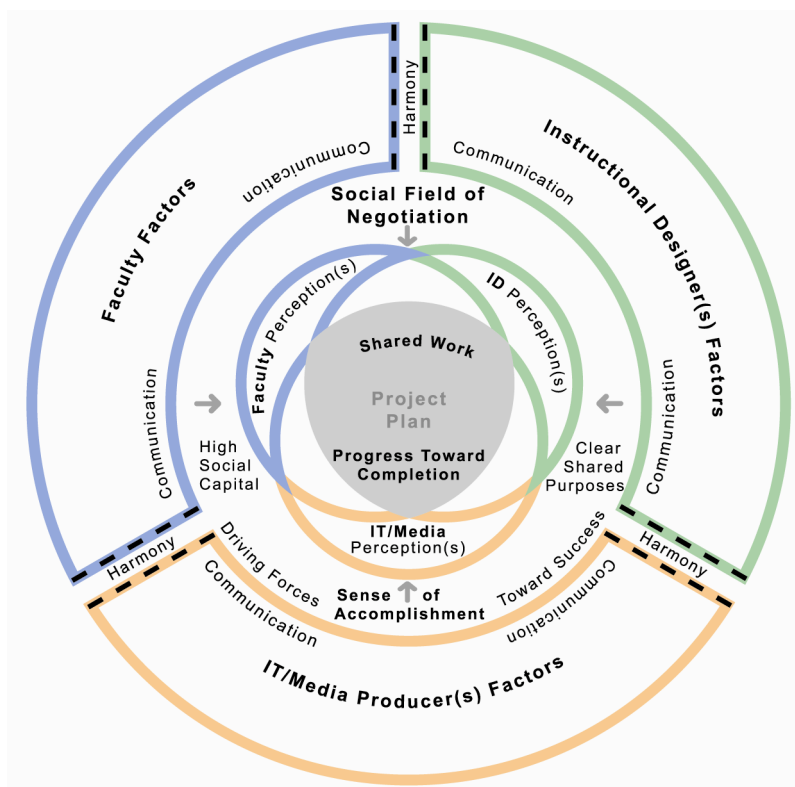 Harmony
Communication
Communication
Faculty Factors
Instructional Designer(s) Factors
Social Field of
Negotiation
Faculty Perception(s)
ID Perception(s)
Shared Work
Project
Plan
Progress Toward
Completion
Communication
Communication
High
Social
Capital
Clear
Shared
Purposes
IT/Media
Perception(s)
Harmony
Harmony
Driving Forces
Toward Success
Sense of
Accomplishment
Communication
Communication
IT/Media Producer(s) Factors